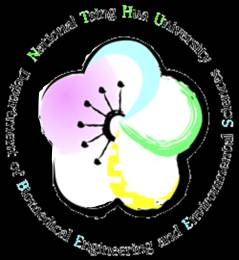 National Tsing Hua University
Department of Biomedical Engineering and Environmental Sciences